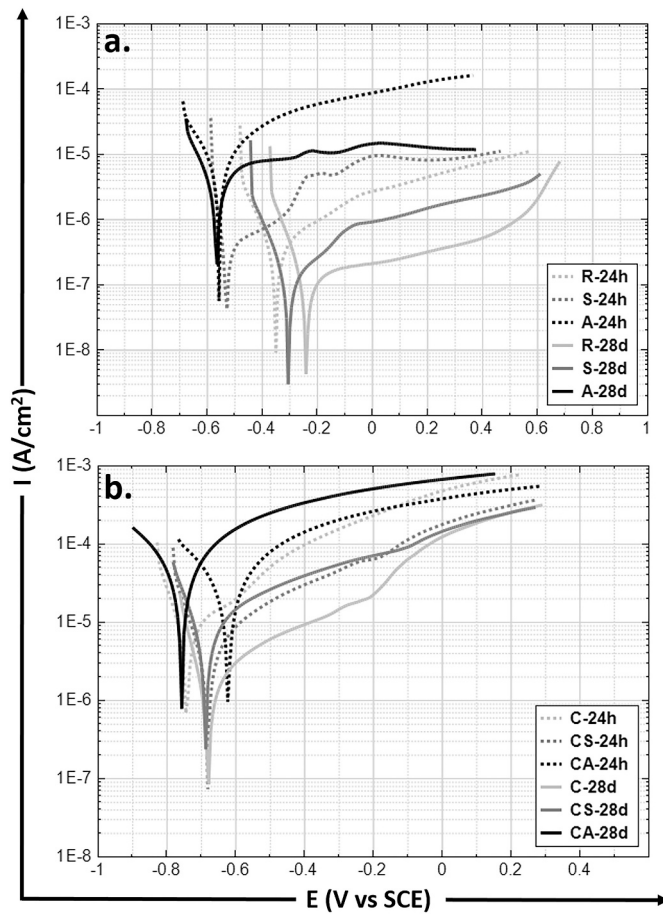 a.
1E-3
1E-4
1E-5
1E-6
1E-7
1E-8
R-24h
S-24h
A-24h
R-28d
S-28d
A-28d
-1 -0.8 -0.6 -0.4 -0.2 0 0.2 0.4 0.6 0.8 1
I (A/cm²)
b.
1E-3
1E-4
1E-5
1E-6
1E-7
1E-8
C-24h
CS-24h
CA-24h
C-28d
CS-28d
CA-28d
-1 -0.8 -0.6 -0.4 -0.2 0 0.2 0.4
E (V vs SCE)